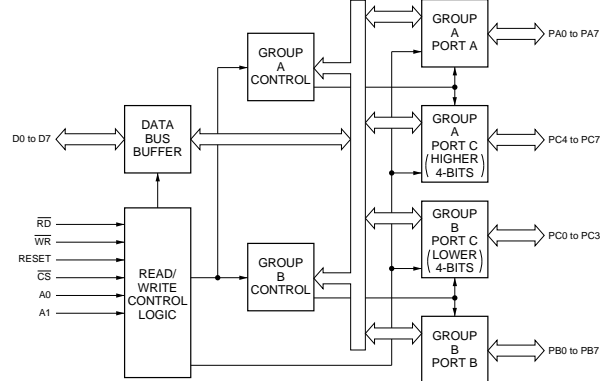 GROUP
A
CONTROL
GROUP
A
PORT A
PA0 to PA7
D0 to D7
DATA
BUS
BUFFER
GROUP
A
PORT C
(HIGHER
4-BITS)
PC4 to PC7
RD
WR
RESET
CS
A0
A1
READ/
WRITE
CONTROL
LOGIC
GROUP
B
CONTROL
GROUP
B
PORT C
(LOWER
4-BITS)
PC0 to PC3
GROUP
B
PORT B
PB0 to PB7